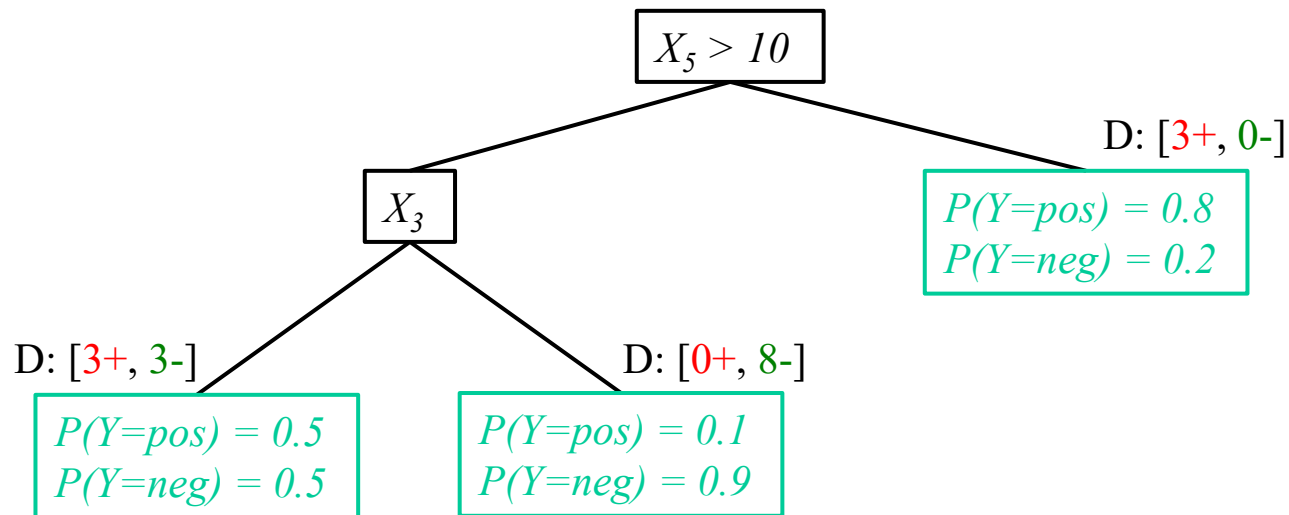 X₅ > 10
D: [3+, 0-]
X₃
P(Y=pos) = 0.8
P(Y=neg) = 0.2
D: [3+, 3-]
D: [0+, 8-]
P(Y=pos) = 0.5
P(Y=neg) = 0.5
P(Y=pos) = 0.1
P(Y=neg) = 0.9